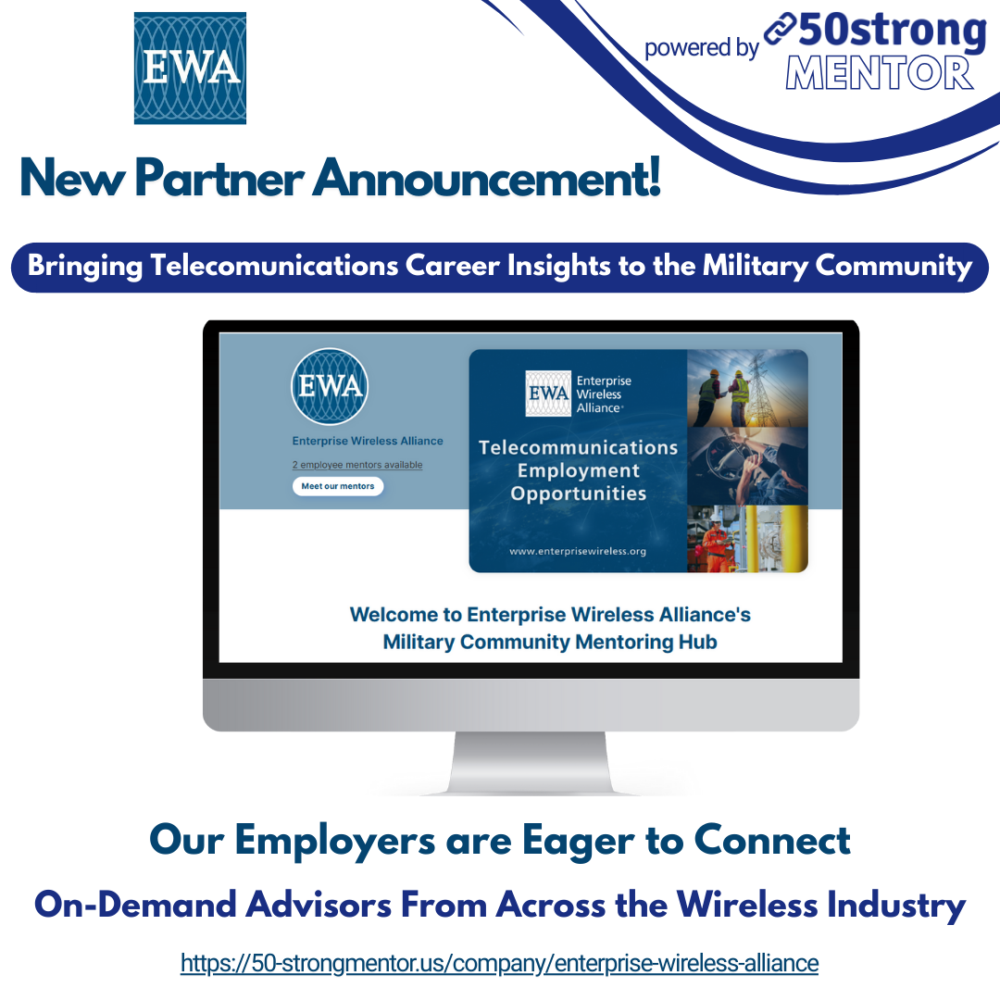 EWA
powered by 50strong
MENTOR
New Partner Announcement!
Bringing Telecomunications Career Insights to the Military Community
EWA
Enterprise Wireless Alliance
2 employee mentors available
Meet our mentors
EWA
Enterprise
Wireless
Alliance®
Telecommunications
Employment
Opportunities
www.enterprisewireless.org
Welcome to Enterprise Wireless Alliance's
Military Community Mentoring Hub
Our Employers are Eager to Connect
On-Demand Advisors From Across the Wireless Industry
https://50-strongmentor.us/company/enterprise-wireless-alliance